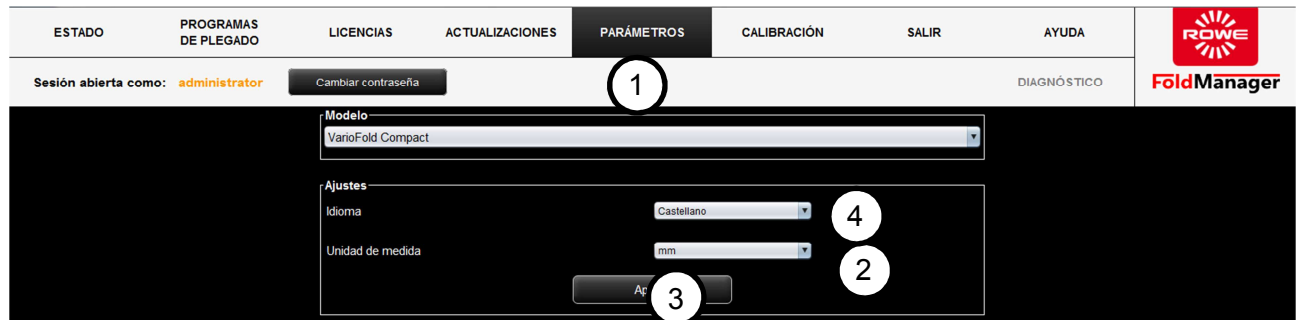 ESTADO
PROGRAMAS
DE PLEGADO
LICENCIAS
ACTUALIZACIONES
PARÁMETROS
CALIBRACIÓN
SALIR
AYUDA
ROWE
FoldManager
Sesión abierta como: administrator
Cambiar contraseña
1
DIAGNÓSTICO
Modelo
VarioFold Compact
Ajustes
Idioma
Castellano
4
Unidad de medida
mm
2
3